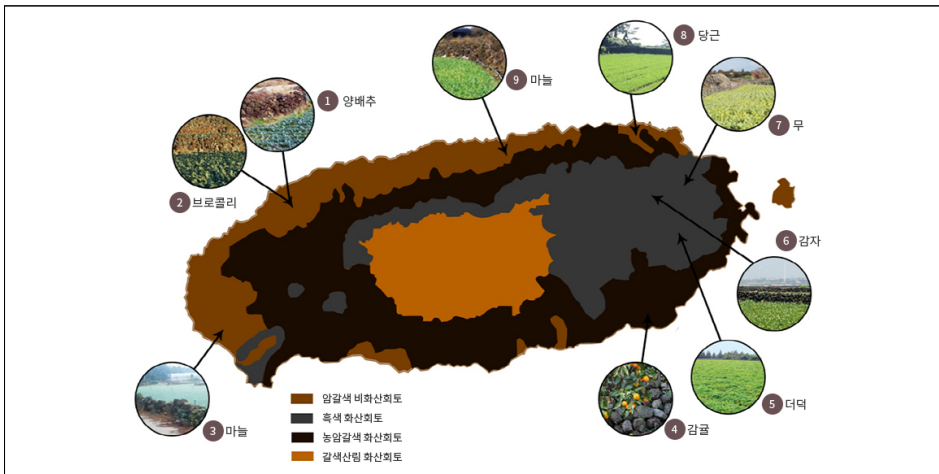 8 당근
1 양배추
9 마늘
7 무
2 브로콜리
6 감자
3 마늘
4 감귤
5 더덕
암갈색 비화산회토
흑색 화산회토
농암갈색 화산회토
갈색산림 화산회토